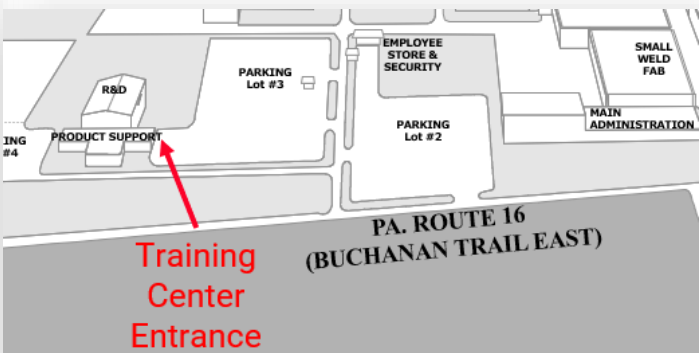 EMPLOYEE
STORE &
SECURITY
SMALL
WELD
FAB
R&D
PARKING
Lot #3
MAIN
ADMINISTRATION
PARKING
Lot #2
ING
#4
PRODUCT SUPPORT
PA. ROUTE 16
(BUCHANAN TRAIL EAST)
Training
Center
Entrance